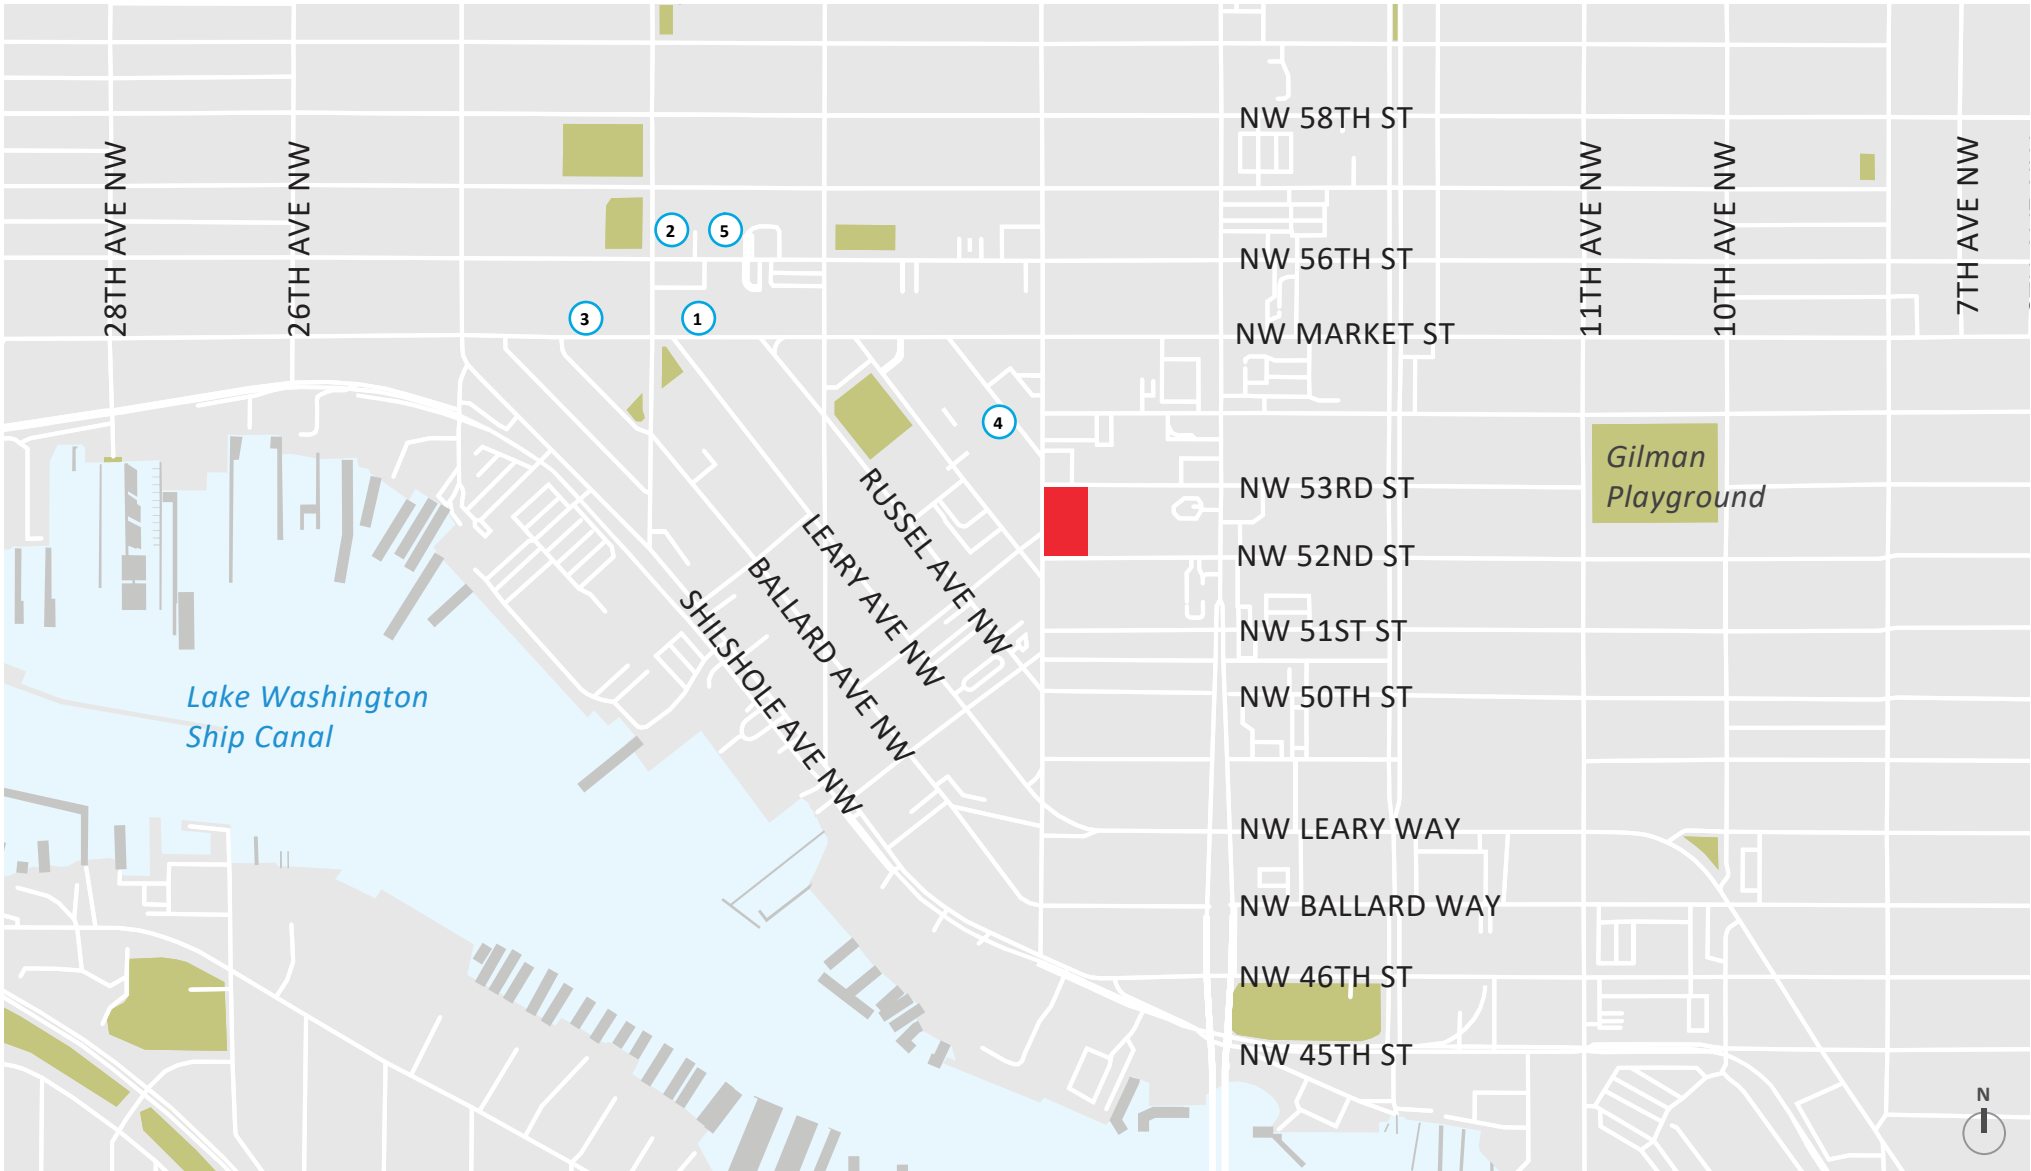 NW 58TH ST
28TH AVE NW
26TH AVE NW
11TH AVE NW
10TH AVE NW
7TH AVE NW
2
5
NW 56TH ST
3
1
NW MARKET ST
4
Gilman
Playground
RUSSEL AVE NW
NW 53RD ST
LEARY AVE NW
NW 52ND ST
BALLARD AVE NW
SHILSHOLE AVE NW
NW 51ST ST
Lake Washington
Ship Canal
NW 50TH ST
NW LEARY WAY
NW BALLARD WAY
NW 46TH ST
NW 45TH ST
N